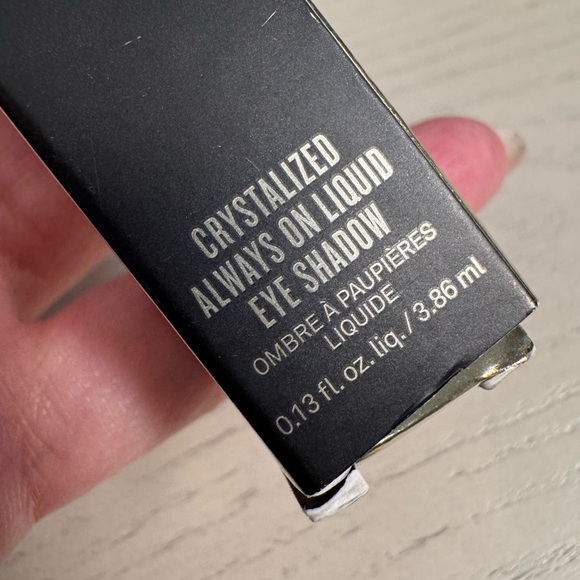 CRYSTALIZED
ALWAYS ON LIQUID
EYE SHADOW
OMBRE À PAUPIÈRES
LIQUIDE
0.13 fl. oz. liq. / 3.86 ml